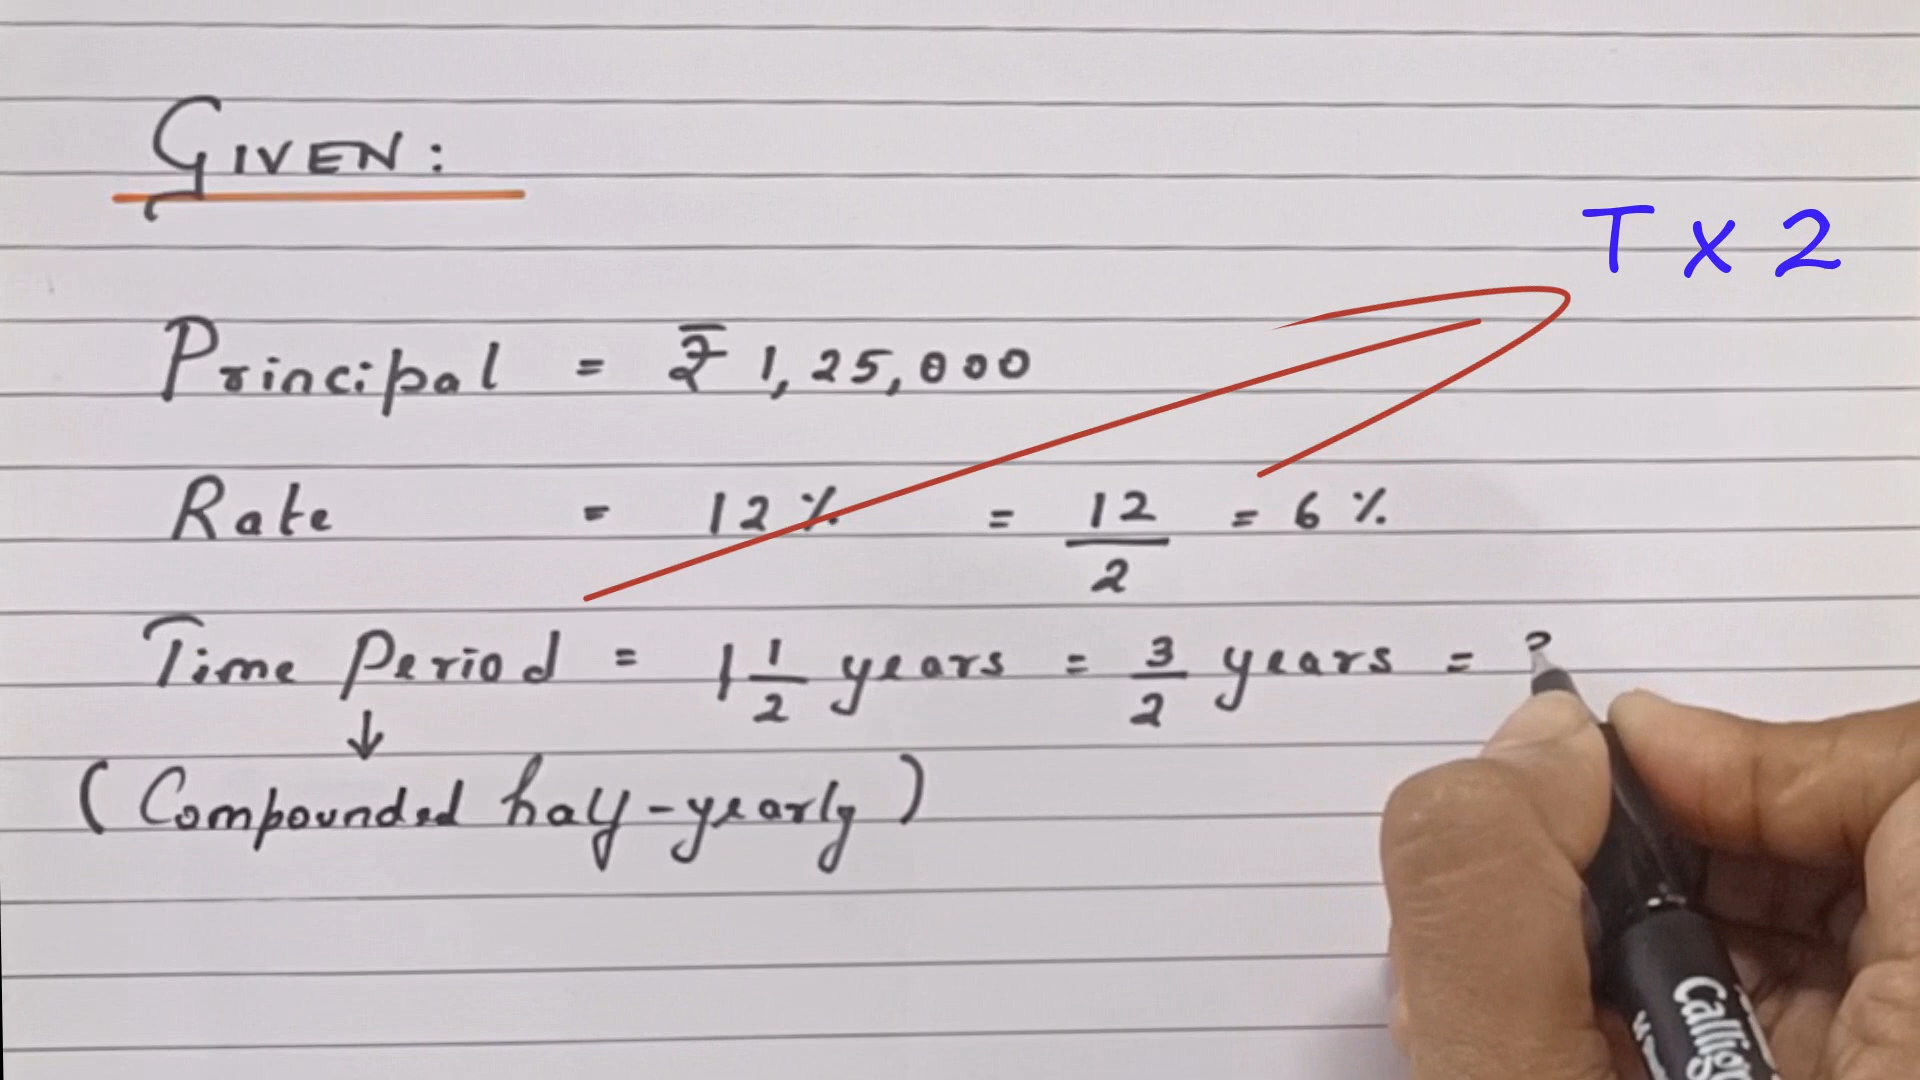 GIVEN:
T x 2
Principal = ₹ 1,25,000
Rate = 12% = 12/2 = 6%
Time Period = 1 1/2 years = 3/2 years =
↓
(Compounded half-yearly)